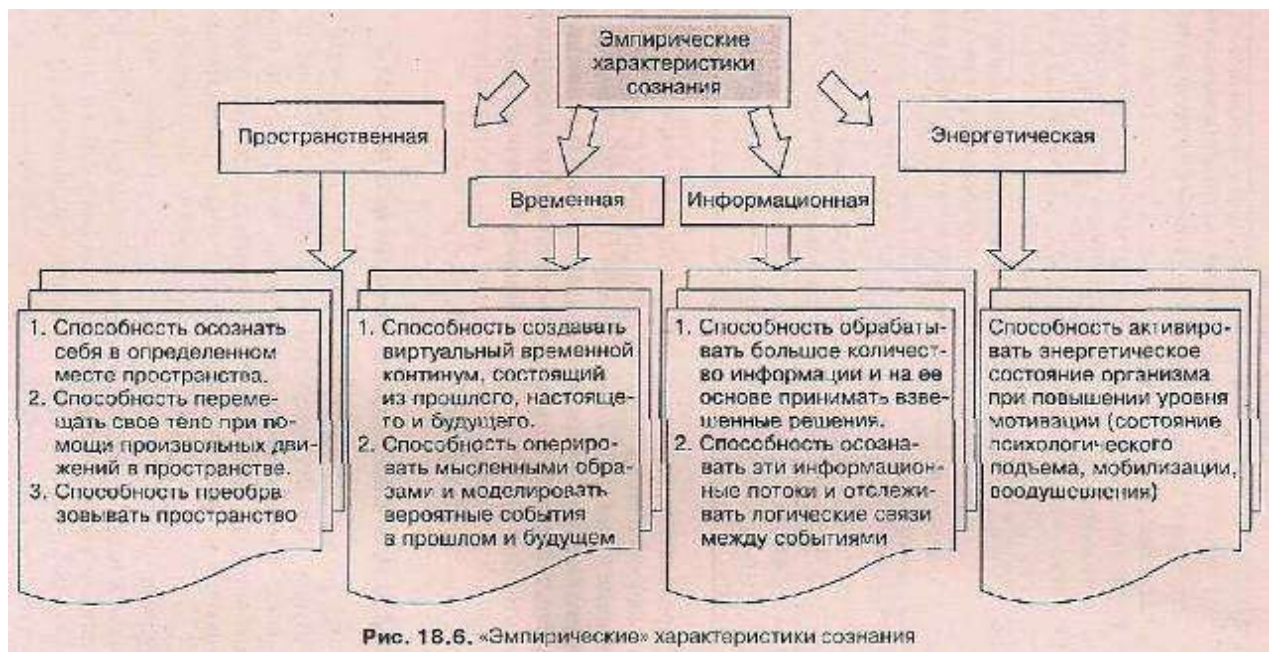 Эмпирические
характеристики
сознания
Пространственная
Энергетическая
Временная
Информационная
1. Способность осознать
себя в определенном
месте пространства.
2. Способность переме-
щать свое тело при по-
мощи произвольных дви-
жений в пространстве.
3. Способность преобра
зовывать пространство
1. Способность создавать
виртуальный временной
континум, состоящий
из прошлого, настояще-
го и будущего.
2. Способность опериро-
вать мысленными обра-
зами и моделировать
вероятные события
в прошлом и будущем
1. Способность обрабаты-
вать большое количест-
во информации и на ее
основе принимать взве-
шенные решения.
2. Способность осозна-
вать эти информацион-
ные потоки и отслежи-
вать логические связи
между событиями
Способность активиро-
вать энергетическое
состояние организма
при повышении уровня
мотивации (состояние
психологического
подъема, мобилизации,
воодушевления)
Рис. 18.6. «Эмпирические» характеристики сознания